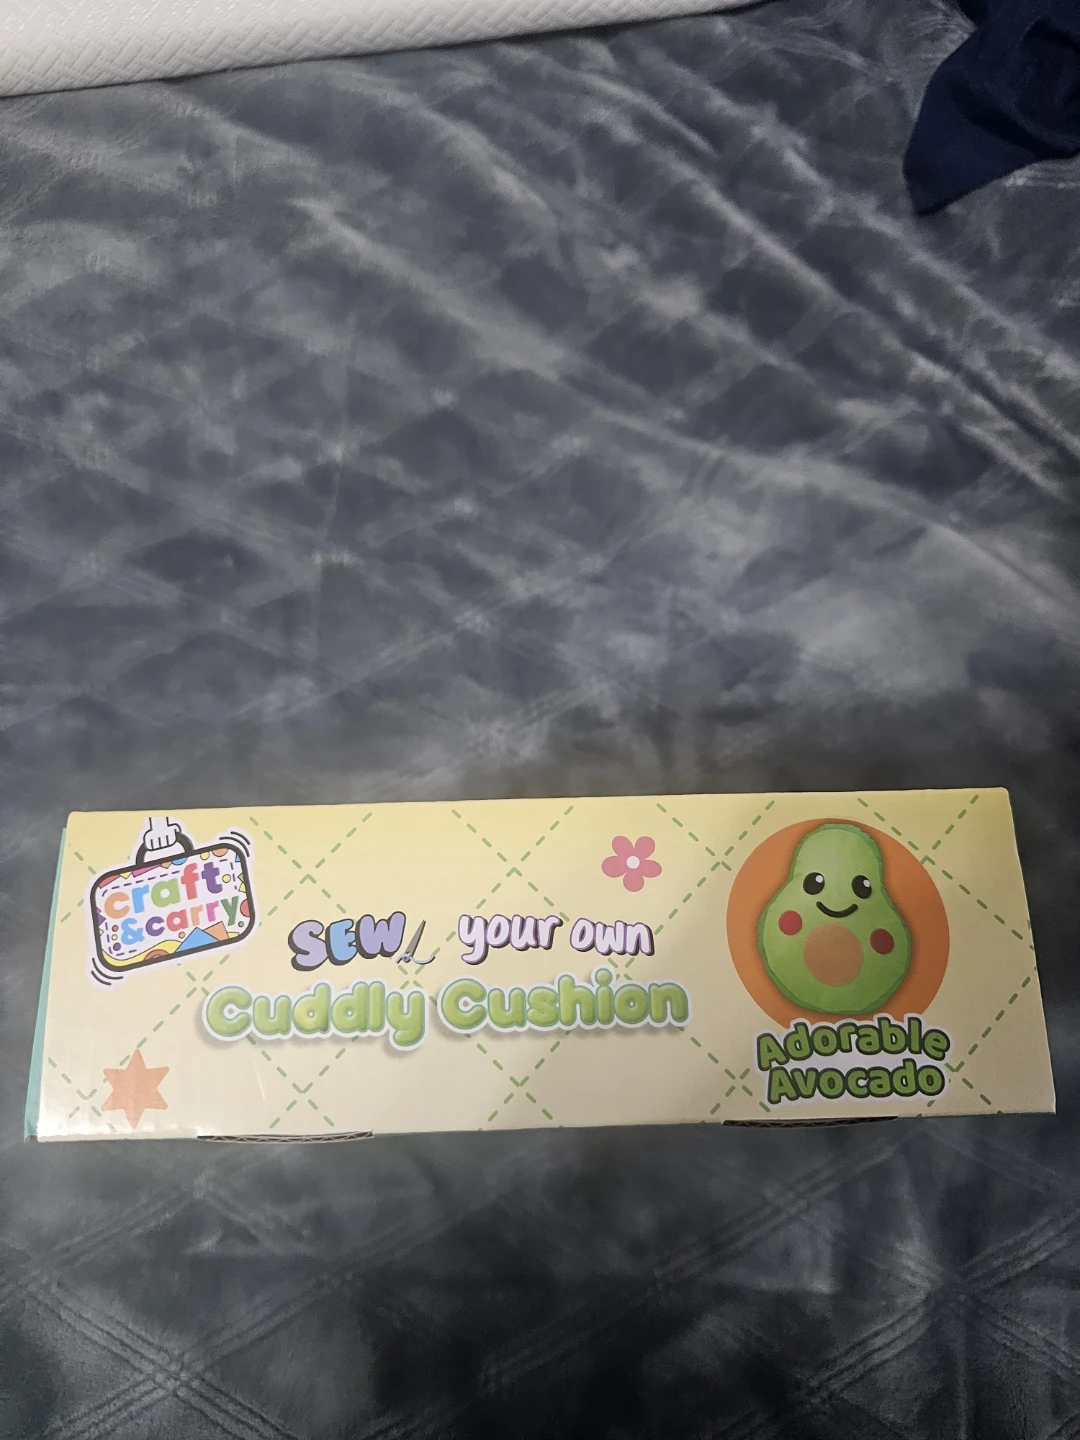 craft
& carry
SEW your own
Cuddly Cushion
Adorable
Avocado